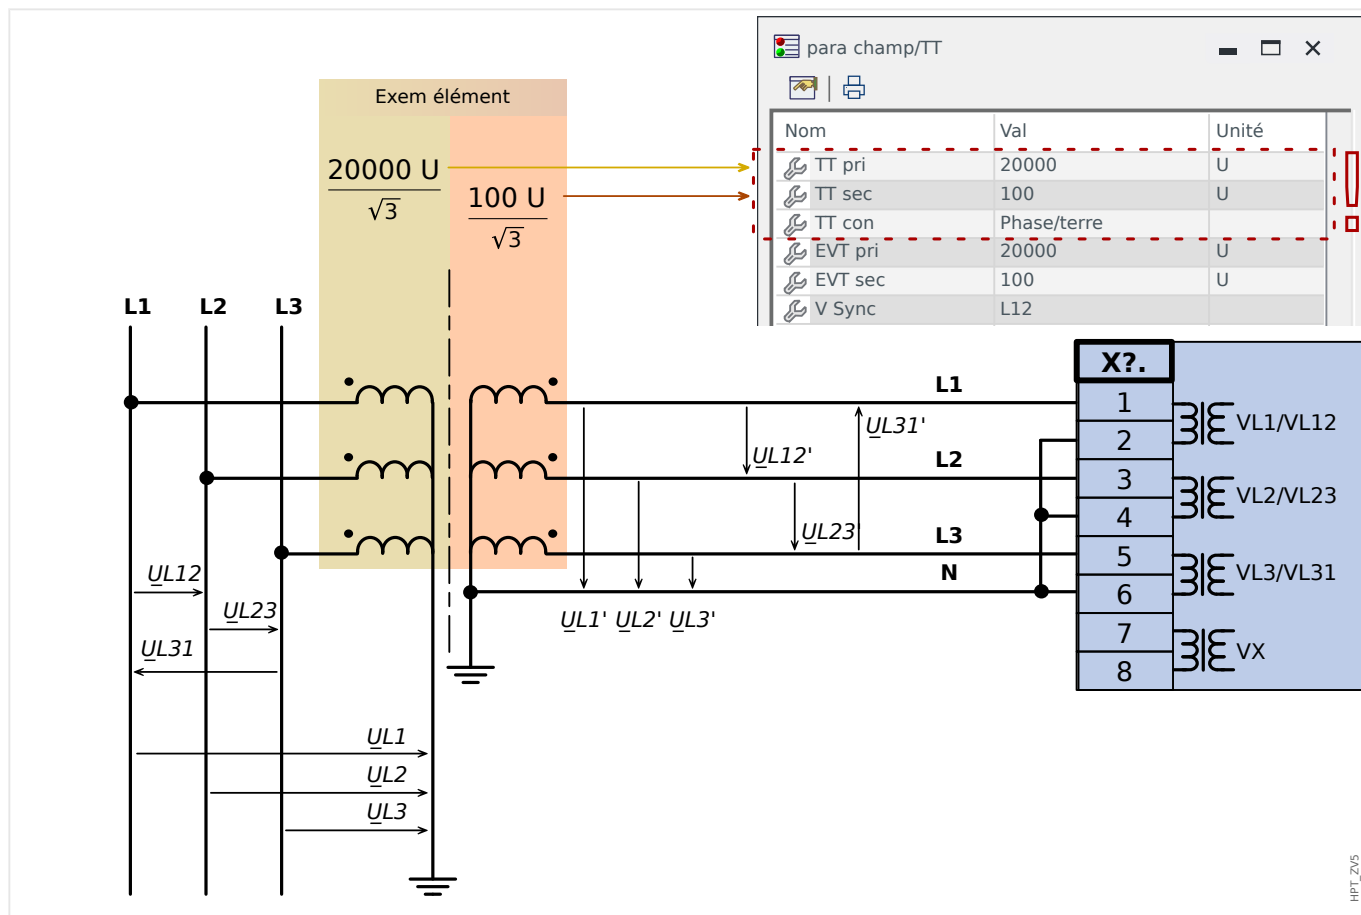 para champ/TT
Exem élément
Nom Val Unité
TT pri 20000 U
TT sec 100 U
TT con Phase/terre
EVT pri 20000 U
EVT sec 100 U
V Sync L12
20000 U
√3
100 U
√3
L1 L2 L3
X?.
L1
1
UL31'
VL1/VL12
2
UL12'
L2
3
VL2/VL23
4
UL23'
L3
5
N
VL3/VL31
6
UL12
UL23
UL31
UL1' UL2' UL3'
7
VX
8
UL1
UL2
UL3
HPT_ZV5